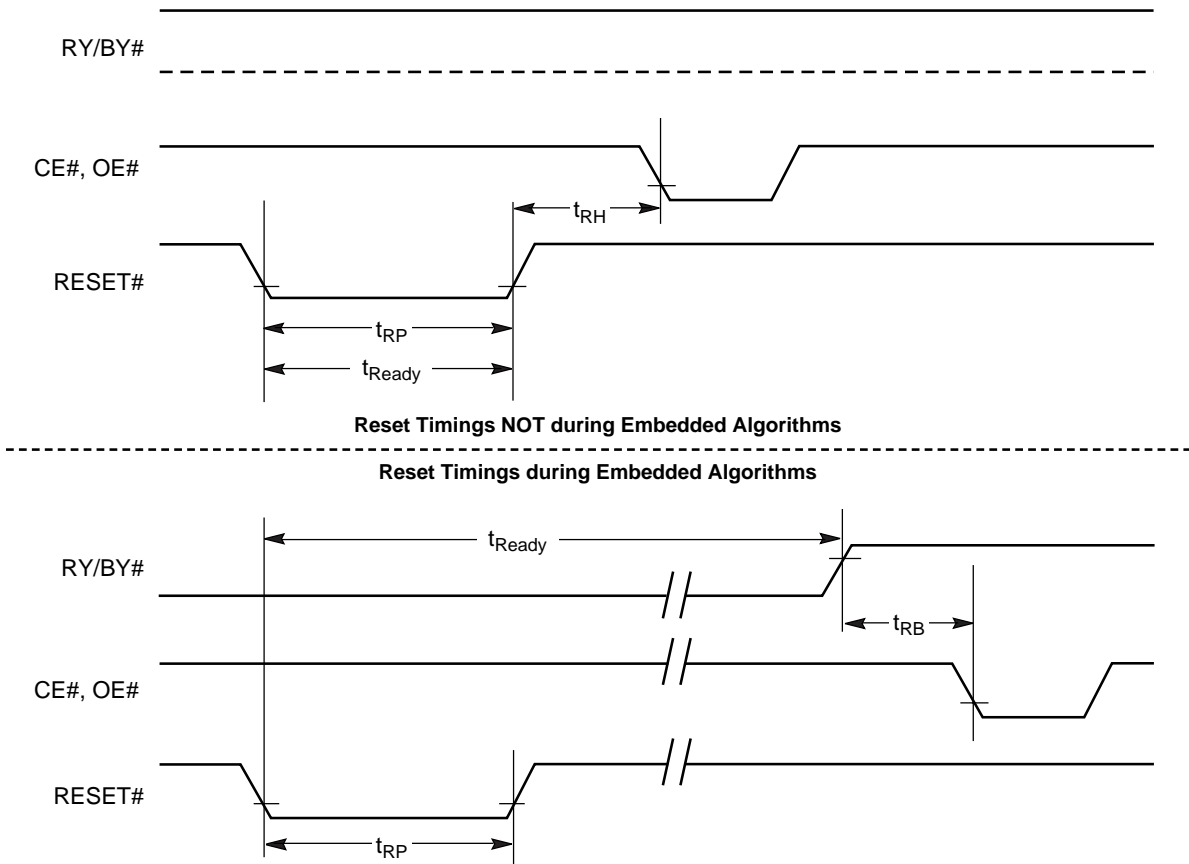 RY/BY#
CE#, OE#
tRH
RESET#
tRP
tReady
Reset Timings NOT during Embedded Algorithms
Reset Timings during Embedded Algorithms
tReady
RY/BY#
tRB
CE#, OE#
RESET#
tRP